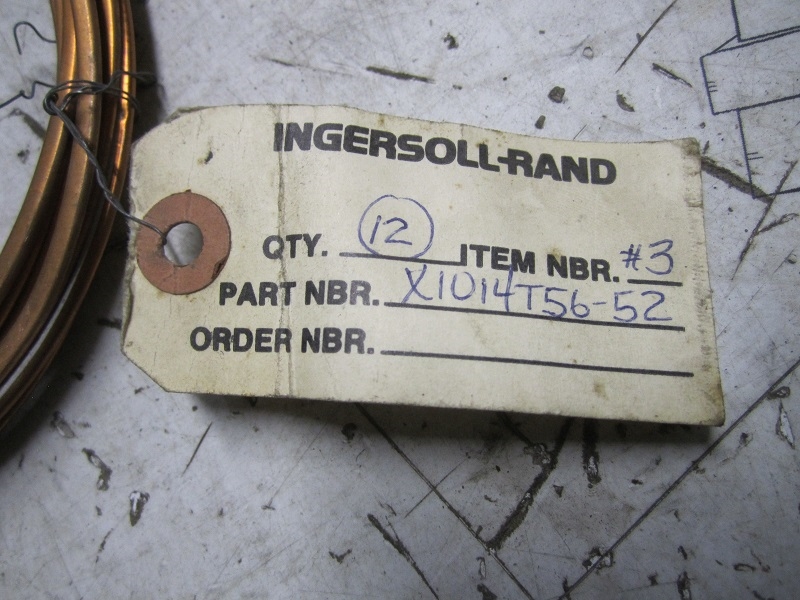 INGERSOLL-RAND
QTY. 12 ITEM NBR. #3
PART NBR. X1014T56-52
ORDER NBR.